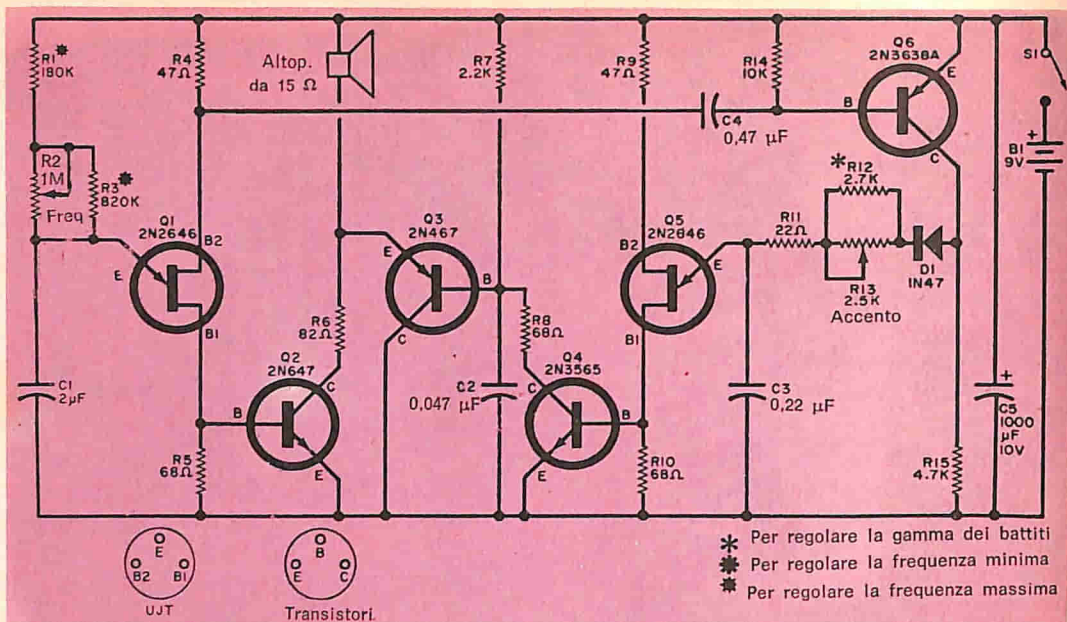 R1*
180K
R4
47Ω
Altop.
da 15 Ω
R7
2.2K
R9
47Ω
R14
10K
Q6
2N3638A
E
B
C
S1
+
B1
9V
C4
0,47 µF
R2
1M
Freq
R3*
820K
*R12
2.7K
Q1
2N2646
B2
E
B1
Q3
2N467
E
B
C
Q5
2N2846
B2
E
B1
R11
22Ω
R13
2.5K
Accento
D1
1N47
R6
82Ω
R8
68Ω
Q2
2N647
C
B
E
Q4
2N3565
C
B
E
C1
2µF
C2
0,047 µF
C3
0,22 µF
+
C5
1000
µF
10V
R5
68Ω
R10
68Ω
R15
4.7K
E
B2
B1
UJT
B
E
C
Transistori
* Per regolare la gamma dei battiti
* Per regolare la frequenza minima
* Per regolare la frequenza massima